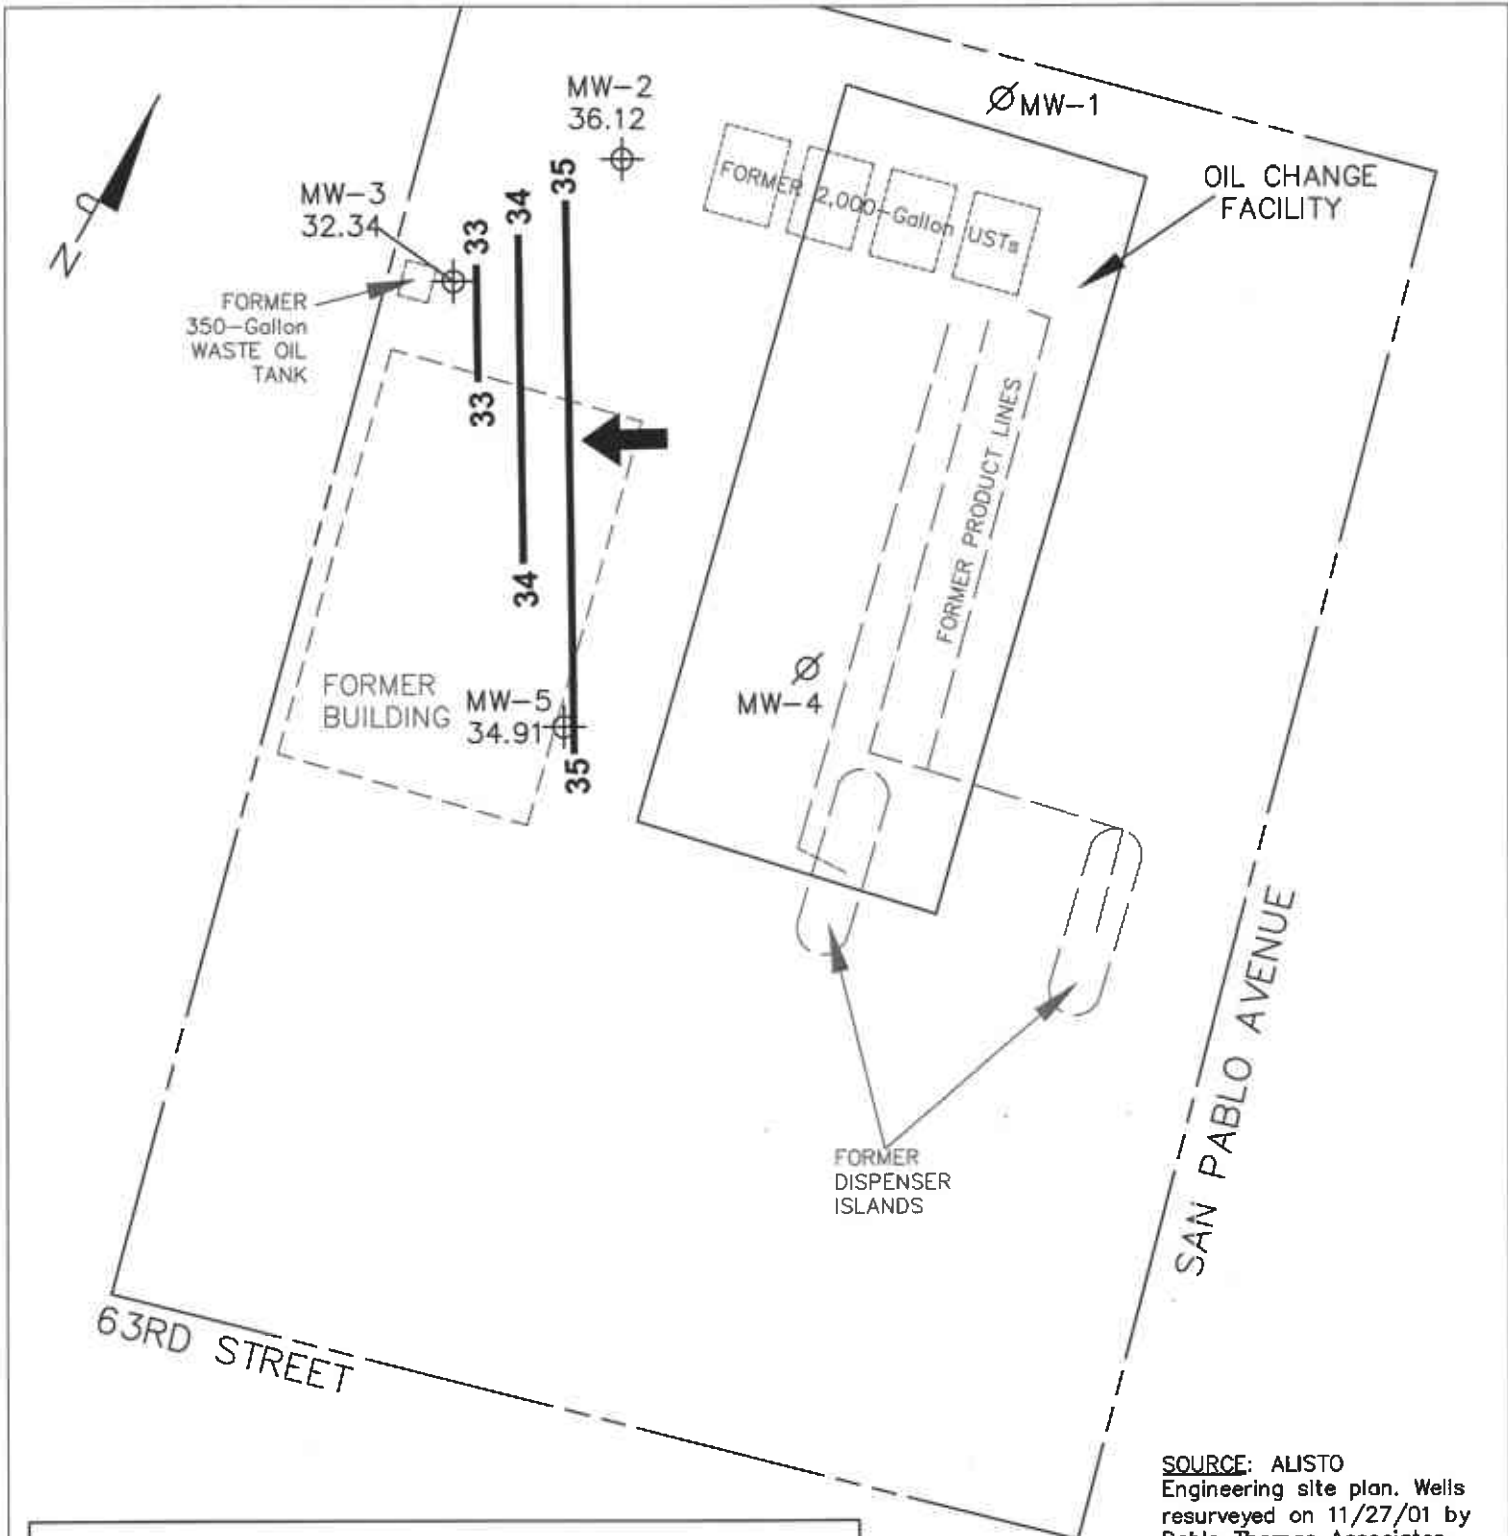 MW-2
36.12
MW-1
OIL CHANGE
FACILITY
MW-3
32.34
33
34
35
FORMER 2,000-Gallon USTs
N
FORMER
350-Gallon
WASTE OIL
TANK
33
34
35
FORMER PRODUCT LINES
FORMER
BUILDING
MW-5
34.91
MW-4
FORMER
DISPENSER
ISLANDS
SAN PABLO AVENUE
63RD STREET
SOURCE: ALISTO
Engineering site plan. Wells
resurveyed on 11/27/01 by